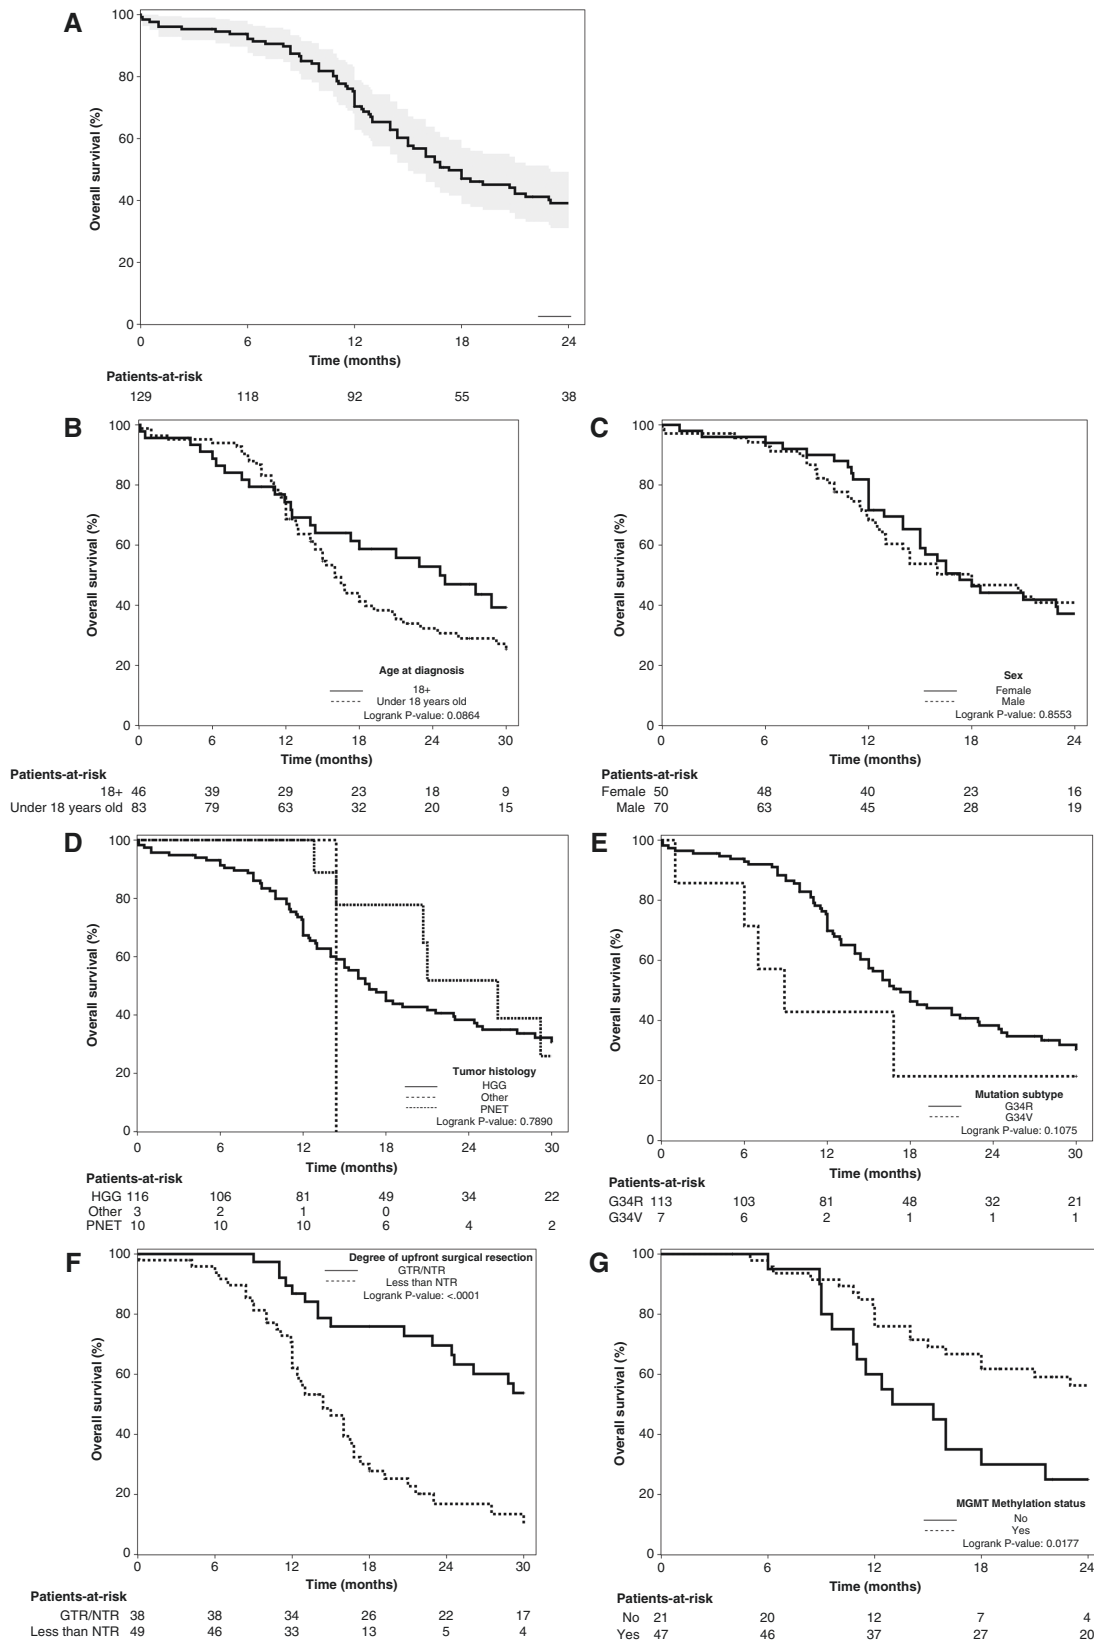 A
Overall survival (%)
100
80
60
40
20
0
0 6 12 18 24
Time (months)
Patients-at-risk
129 118 92 55 38
B
Overall survival (%)
100
80
60
40
20
0
Age at diagnosis
18+
Under 18 years old
Logrank P-value: 0.0864
0 6 12 18 24 30
Time (months)
Patients-at-risk
18+ 46 39 29 23 18 9
Under 18 years old 83 79 63 32 20 15
C
Overall survival (%)
100
80
60
40
20
0
Sex
Female
Male
Logrank P-value: 0.8553
0 6 12 18 24
Time (months)
Patients-at-risk
Female 50 48 40 23 16
Male 70 63 45 28 19
D
Overall survival (%)
100
80
60
40
20
0
Tumor histology
HGG
Other
PNET
Logrank P-value: 0.7890
0 6 12 18 24 30
Time (months)
Patients-at-risk
HGG 116 106 81 49 34 22
Other 3 2 1 0
PNET 10 10 10 6 4 2
E
Overall survival (%)
100
80
60
40
20
0
Mutation subtype
G34R
G34V
Logrank P-value: 0.1075
0 6 12 18 24 30
Time (months)
Patients-at-risk
G34R 113 103 81 48 32 21
G34V 7 6 2 1 1 1
F
Overall survival (%)
100
80
60
40
20
0
Degree of upfront surgical resection
GTR/NTR
Less than NTR
Logrank P-value: <.0001
0 6 12 18 24 30
Time (months)
Patients-at-risk
GTR/NTR 38 38 34 26 22 17
Less than NTR 49 46 33 13 5 4
G
Overall survival (%)
100
80
60
40
20
0
MGMT Methylation status
No
Yes
Logrank P-value: 0.0177
0 6 12 18 24
Time (months)
Patients-at-risk
No 21 20 12 7 4
Yes 47 46 37 27 20